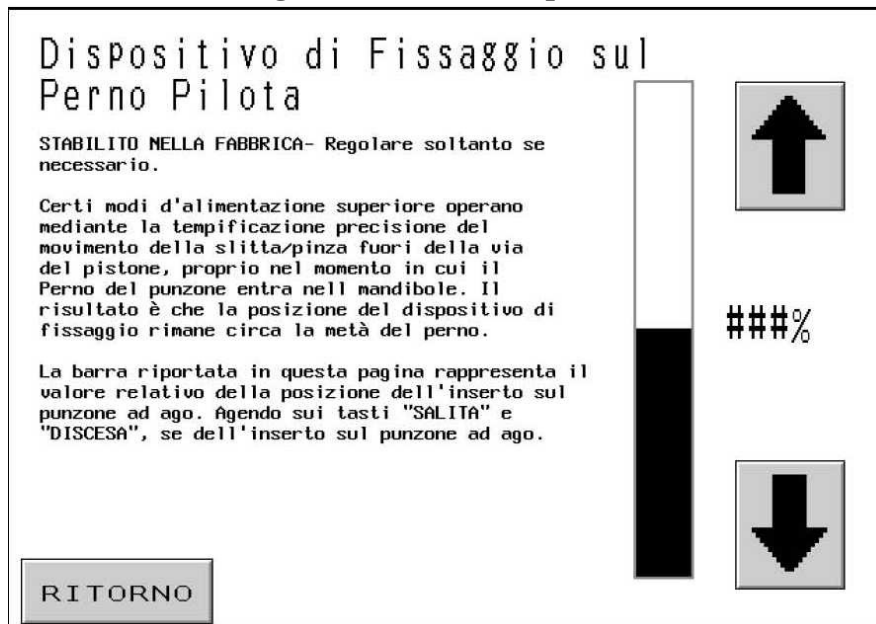 Dispositivo di Fissaggio sul
Perno Pilota
STABILITO NELLA FABBRICA- Regolare soltanto se
necessario.
Certi modi d'alimentazione superiore operano
mediante la tempificazione precisione del
movimento della slitta/pinza fuori della via
del pistone, proprio nel momento in cui il
Perno del punzone entra nell mandibole. Il
risultato è che la posizione del dispositivo di
fissaggio rimane circa la metà del perno.
La barra riportata in questa pagina rappresenta il
valore relativo della posizione dell'inserto sul
punzone ad ago. Agendo sui tasti "SALITA" e
"DISCESA", se dell'inserto sul punzone ad ago.
###%
RITORNO